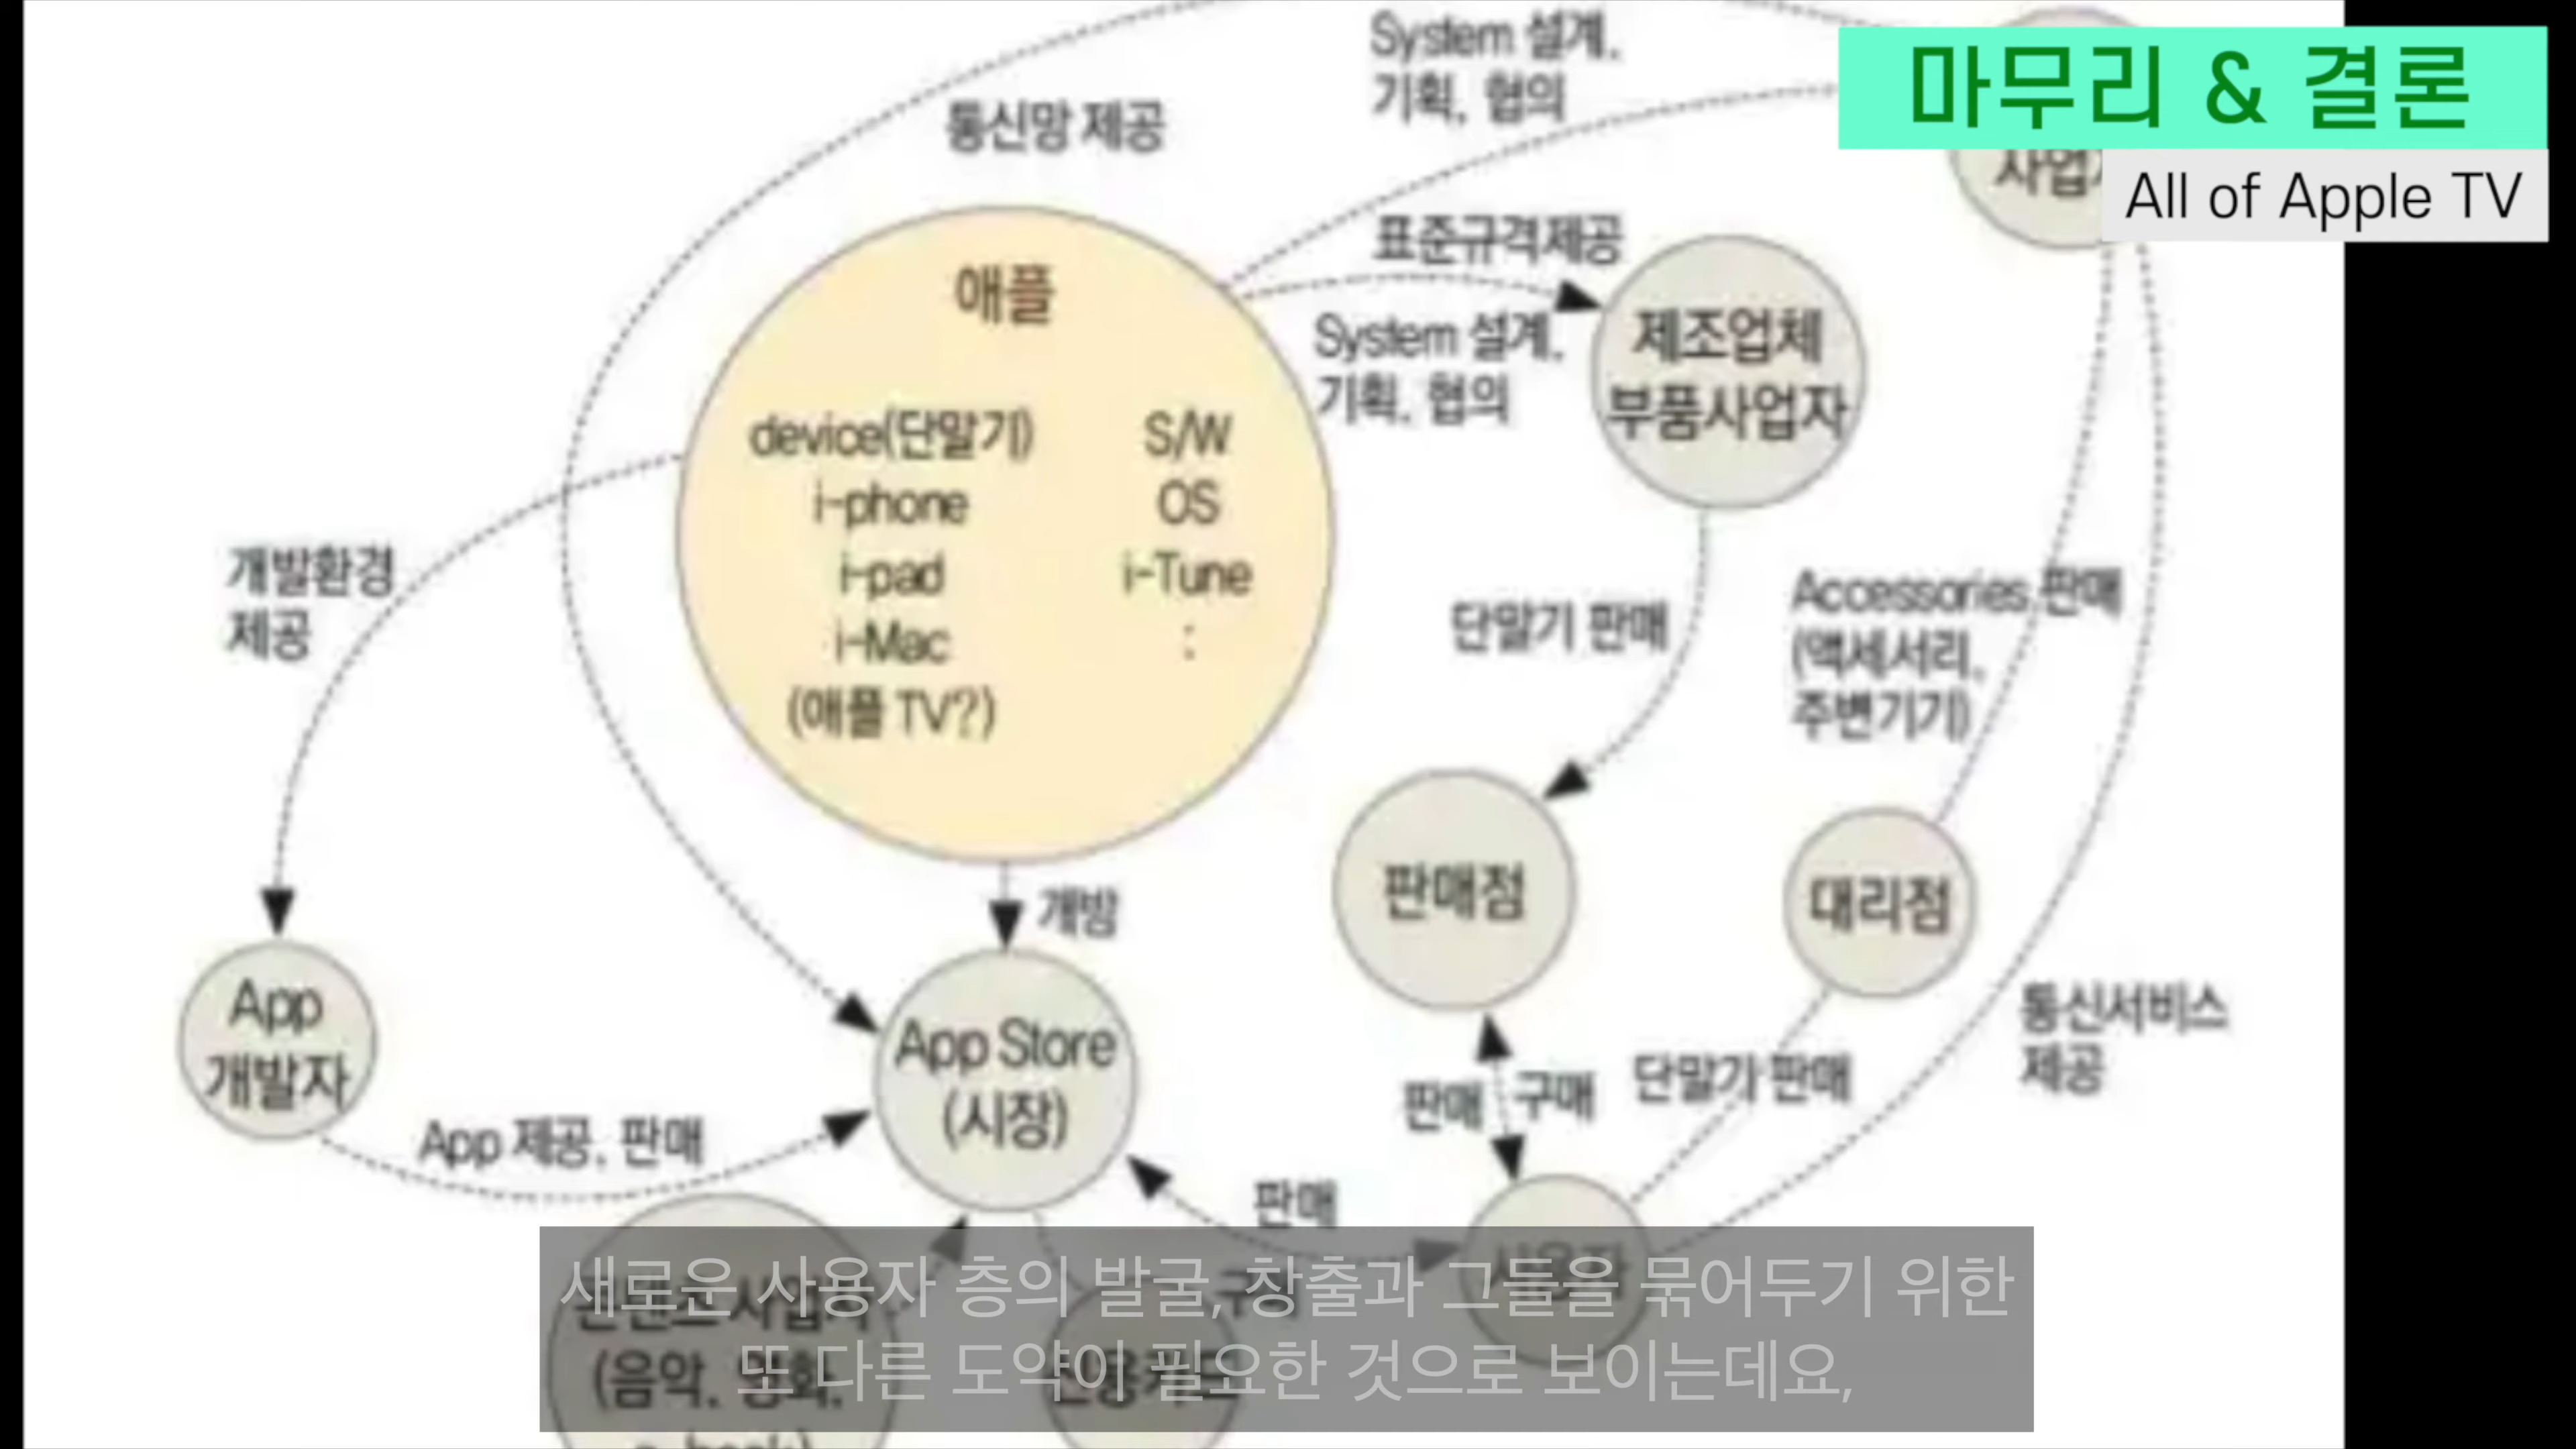 System 설계,
기획, 협의
마무리 & 결론
통신망 제공
All of Apple TV
표준규격제공
애플
System 설계,
기획, 협의
제조업체
부품사업자
device(단말기)
i-phone
i-pad
i-Mac
(애플 TV?)
S/W
OS
i-Tune
:
개발환경
제공
단말기 판매
Accessories 판매
(액세서리,
주변기기)
개방
판매점
대리점
App
개발자
App Store
(시장)
통신서비스
제공
판매
구매
단말기 판매
App 제공, 판매
판매
사용자
새로운 사용자 층의 발굴, 창출과 그들을 묶어두기 위한
또 다른 도약이 필요한 것으로 보이는데요,
(음악, 영화,